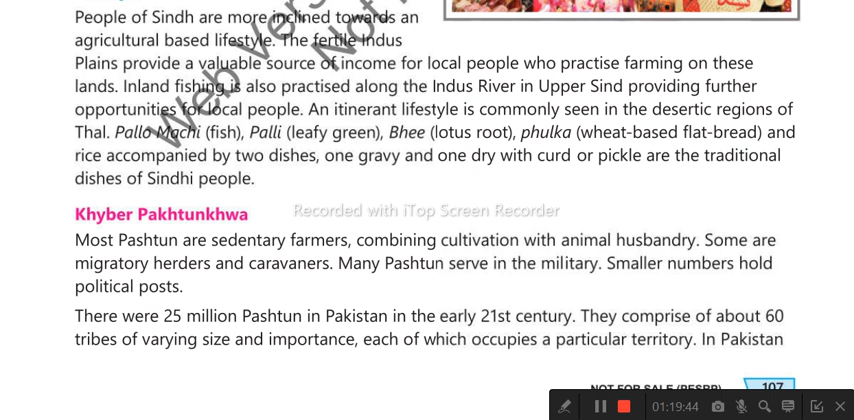 People of Sindh are more inclined towards an
agricultural based lifestyle. The fertile Indus
Plains provide a valuable source of income for local people who practise farming on these
lands. Inland fishing is also practised along the Indus River in Upper Sind providing further
opportunities for local people. An itinerant lifestyle is commonly seen in the desertic regions of
Thal. Pallo Machi (fish), Palli (leafy green), Bhee (lotus root), phulka (wheat-based flat-bread) and
rice accompanied by two dishes, one gravy and one dry with curd or pickle are the traditional
dishes of Sindhi people.
Khyber Pakhtunkhwa
Recorded with iTop Screen Recorder
Most Pashtun are sedentary farmers, combining cultivation with animal husbandry. Some are
migratory herders and caravaners. Many Pashtun serve in the military. Smaller numbers hold
political posts.
There were 25 million Pashtun in Pakistan in the early 21st century. They comprise of about 60
tribes of varying size and importance, each of which occupies a particular territory. In Pakistan
NOT FOR SALE (PESRP) 107
01:19:44
Web Vers
Not